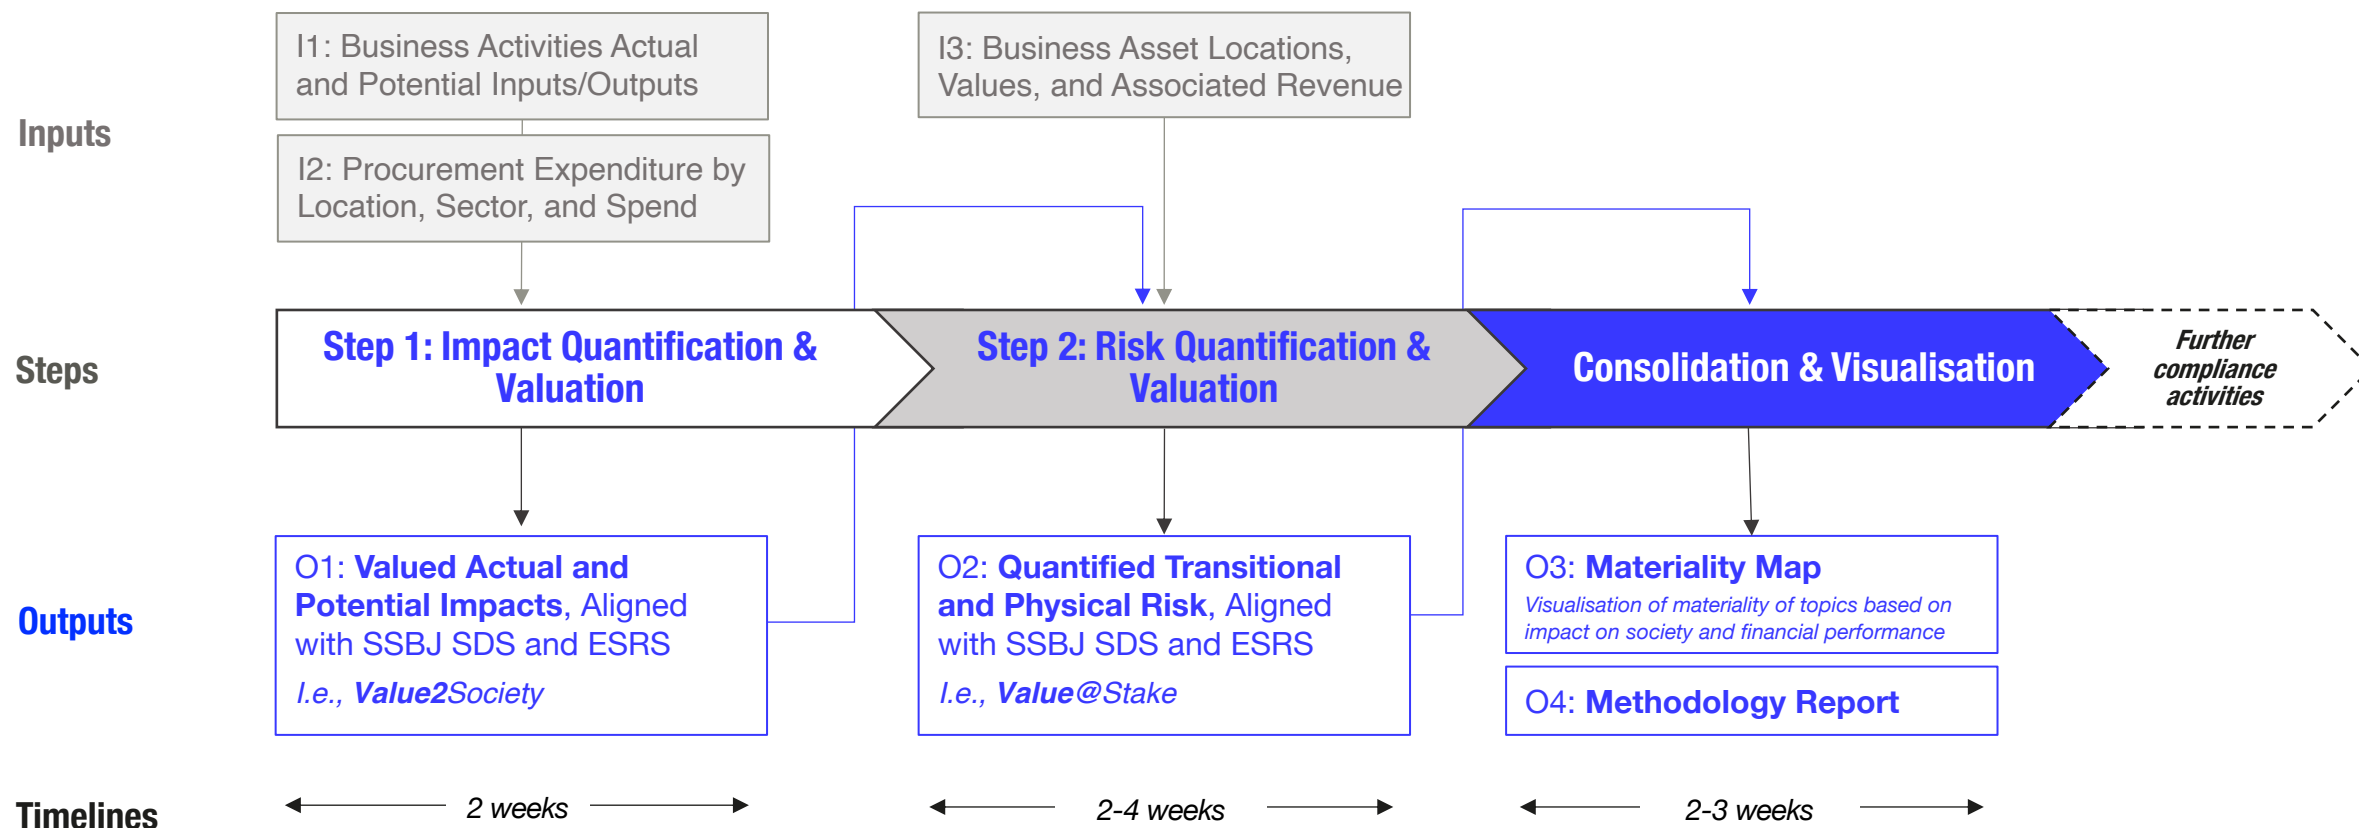 Inputs
I1: Business Activities Actual
and Potential Inputs/Outputs
I2: Procurement Expenditure by
Location, Sector, and Spend
I3: Business Asset Locations,
Values, and Associated Revenue
Steps
Step 1: Impact Quantification &
Valuation
Step 2: Risk Quantification &
Valuation
Consolidation & Visualisation
Further
compliance
activities
Outputs
O1: Valued Actual and
Potential Impacts, Aligned
with SSBJ SDS and ESRS
I.e., Value2Society
O2: Quantified Transitional
and Physical Risk, Aligned
with SSBJ SDS and ESRS
I.e., Value@Stake
O3: Materiality Map
Visualisation of materiality of topics based on
impact on society and financial performance
O4: Methodology Report
Timelines
2 weeks
2-4 weeks
2-3 weeks